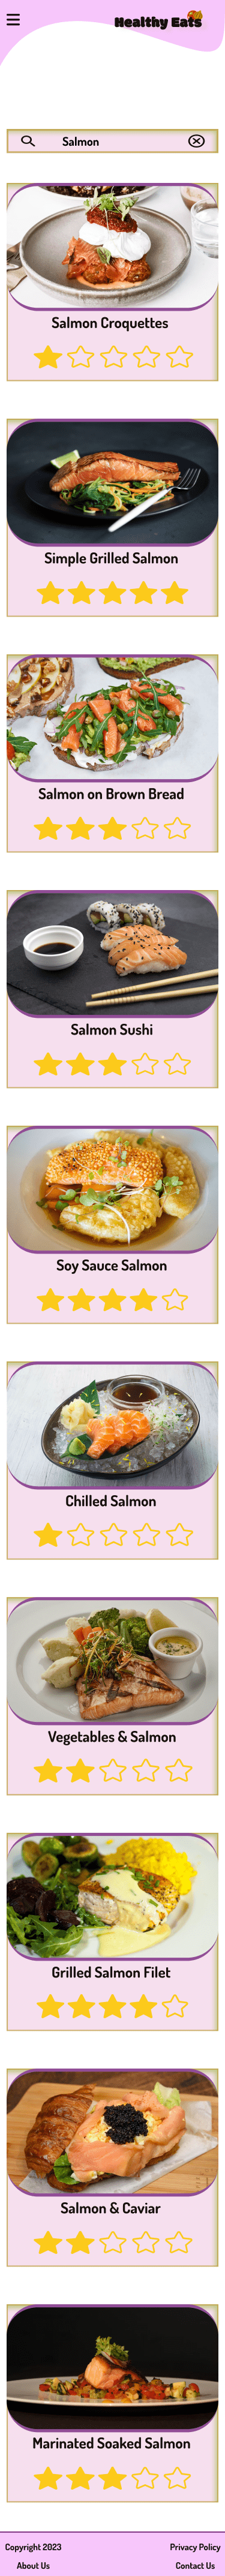 Healthy Eats
Salmon
Salmon Croquettes
Simple Grilled Salmon
Salmon on Brown Bread
Salmon Sushi
Soy Sauce Salmon
Chilled Salmon
Vegetables & Salmon
Grilled Salmon Filet
Salmon & Caviar
Marinated Soaked Salmon
Copyright 2023
Privacy Policy
About Us
Contact Us